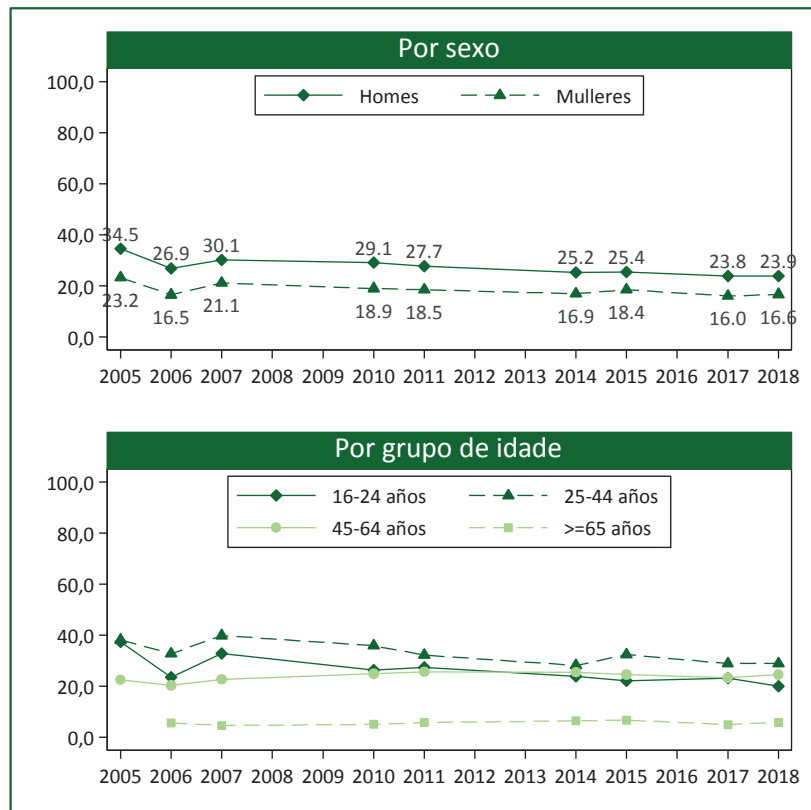 Por sexo
100,0
Homes Mulleres
80,0
60,0
40,0
34.5 26.9 30.1 29.1 27.7 25.2 25.4 23.8 23.9
20,0
23.2 16.5 21.1 18.9 18.5 16.9 18.4 16.0 16.6
0,0
2005 2006 2007 2008 2009 2010 2011 2012 2013 2014 2015 2016 2017 2018
Por grupo de idade
100,0
16-24 años 25-44 años
45-64 años >=65 años
80,0
60,0
40,0
20,0
0,0
2005 2006 2007 2008 2009 2010 2011 2012 2013 2014 2015 2016 2017 2018